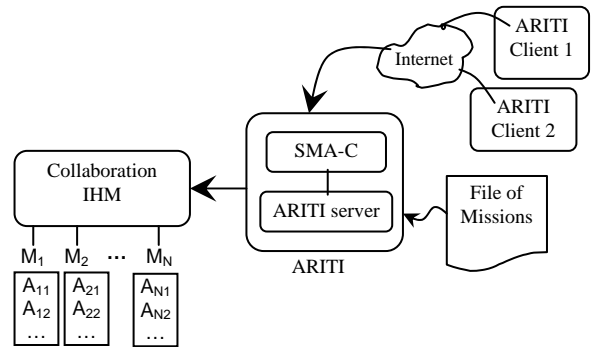 ARITI
Client 1
Internet
ARITI
Client 2
SMA-C
ARITI server
ARITI
File of
Missions
Collaboration
IHM
M1 M2 ... MN
A11 A21 AN1
A12 A22 AN2
... ... ...